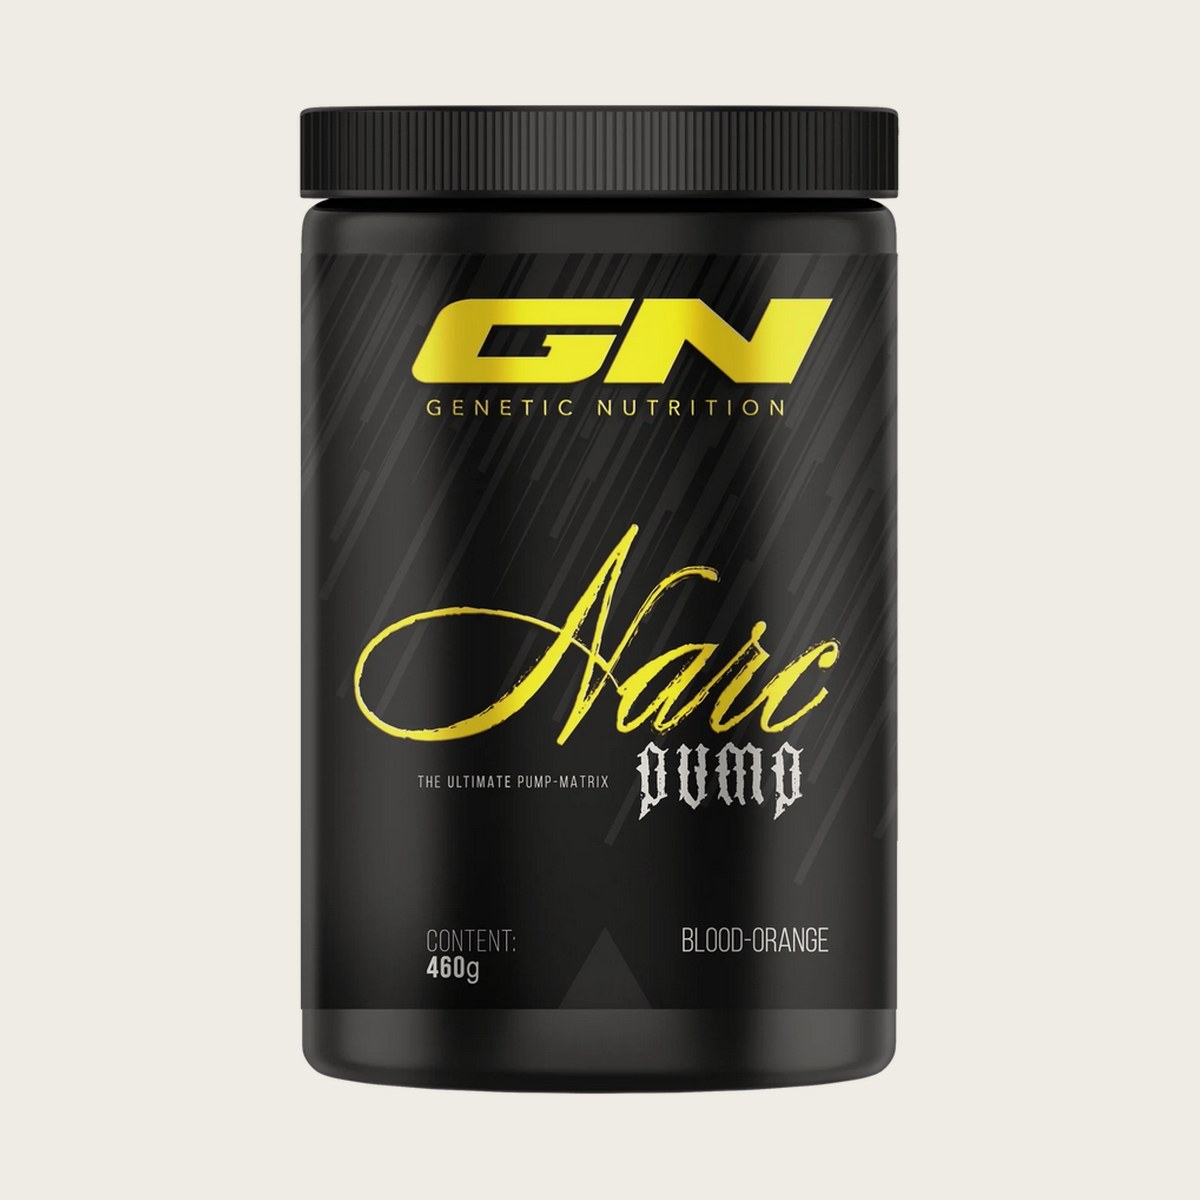 GN
GENETIC NUTRITION
Narc
pump
THE ULTIMATE PUMP-MATRIX
CONTENT:
460g
BLOOD-ORANGE